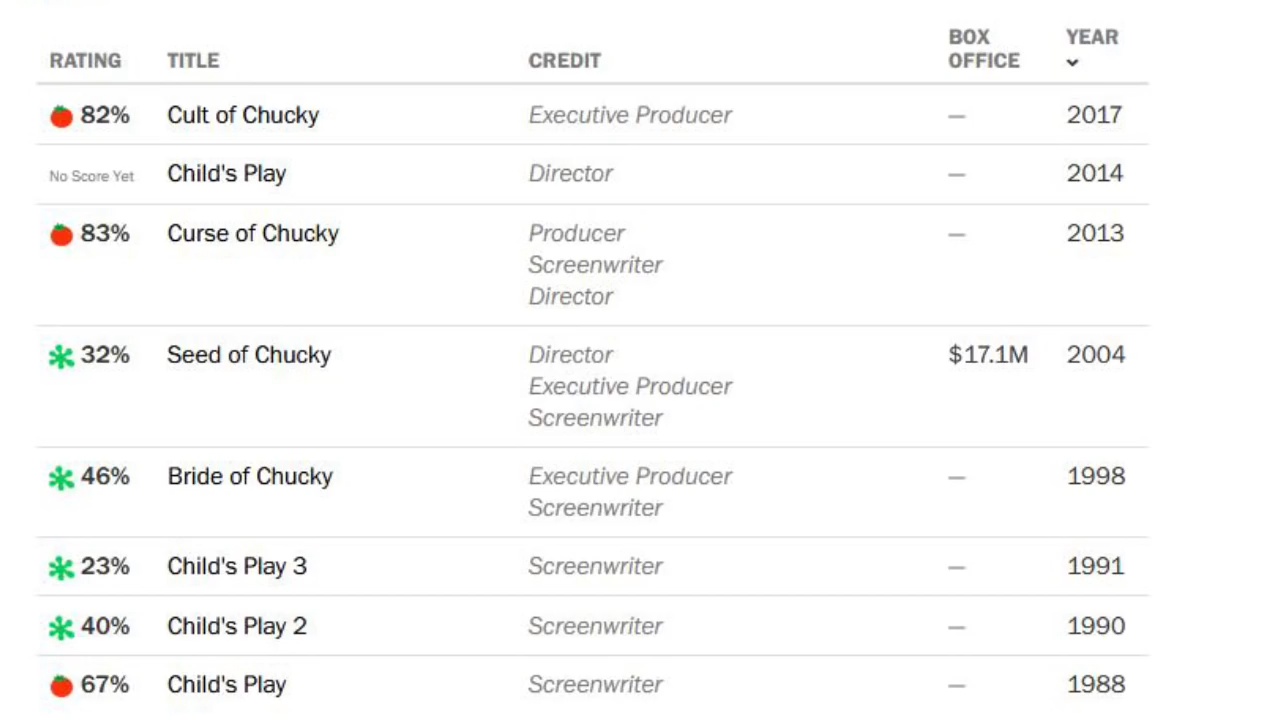 RATING TITLE CREDIT BOX OFFICE YEAR
82% Cult of Chucky Executive Producer — 2017
No Score Yet Child's Play Director — 2014
83% Curse of Chucky Producer — 2013
Screenwriter
Director
32% Seed of Chucky Director $17.1M 2004
Executive Producer
Screenwriter
46% Bride of Chucky Executive Producer — 1998
Screenwriter
23% Child's Play 3 Screenwriter — 1991
40% Child's Play 2 Screenwriter — 1990
67% Child's Play Screenwriter — 1988